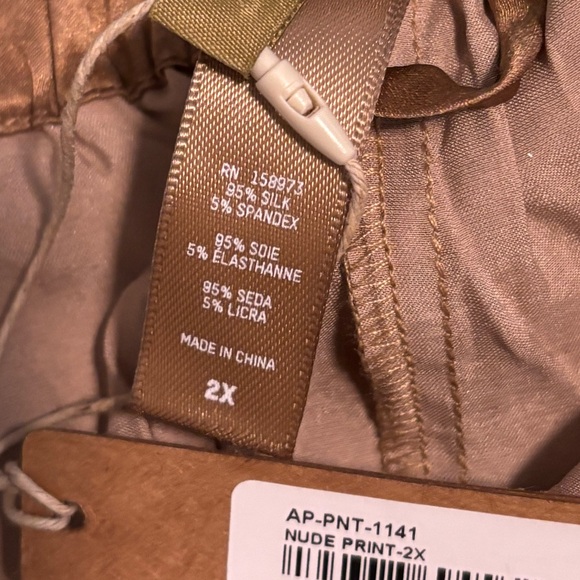 RN 158973
95% SILK
5% SPANDEX
95% SOIE
5% ÉLASTHANNE
95% SEDA
5% LICRA
MADE IN CHINA
2X
AP-PNT-1141
NUDE PRINT-2X